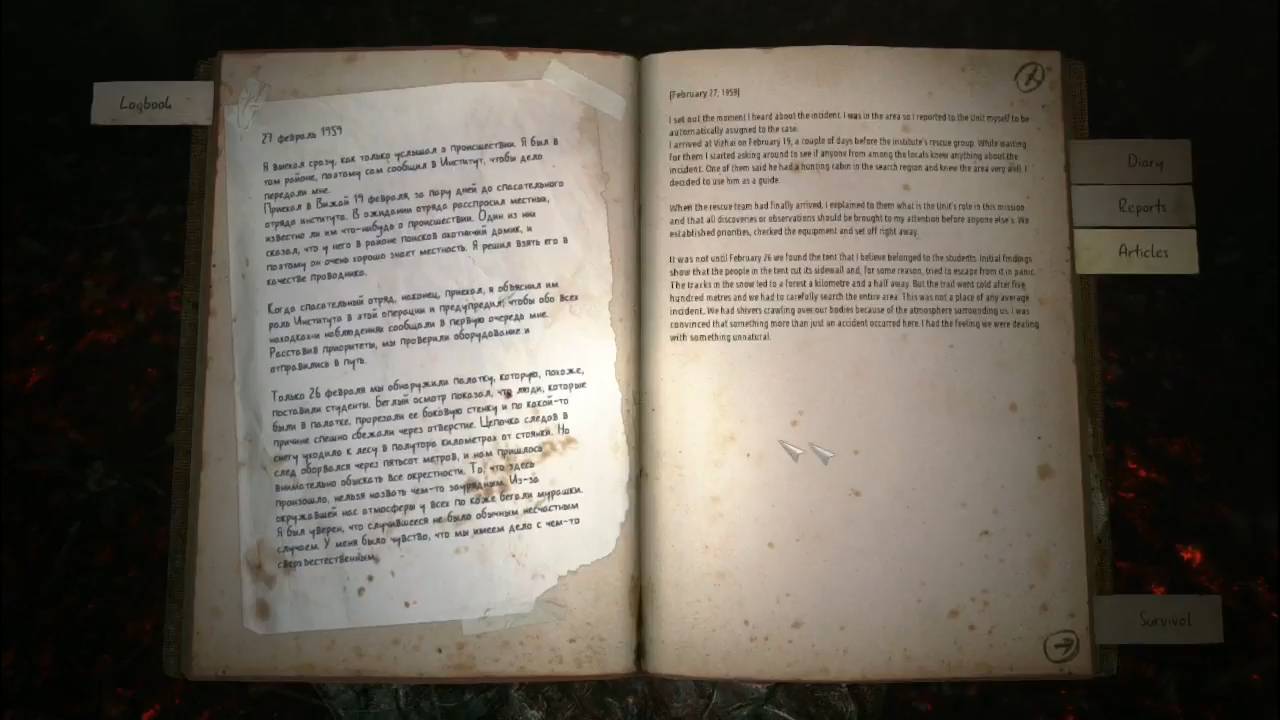 Logbook
27 февраль 1959
Я выехал сразу, как только услышал о происшествии. Я был в
том районе, поэтому сам сообщил в Институт, чтобы дело
передали мне.
Приехал в Вижай 19 февраля, за пару дней до спасательного
отряда института. В ожидании отряда расспросил местных,
известно ли им что-нибудь о происшествии. Один из них
сказал, что у него в районе поисков охотничий домик, и
поэтому он очень хорошо знает местность. Я решил взять его в
качестве проводника.
Когда спасательный отряд, наконец, приехал, я объяснил им
роль Института в этой операции и предупредил, чтобы обо всех
находках и наблюдениях сообщали в первую очередь мне.
Расставив приоритеты, мы проверили оборудование и
отправились в путь.
Только 26 февраля мы обнаружили палатку, которую, похоже,
поставили студенты. Беглый осмотр показал, что люди, которые
были в палатке, прорезали ее боковую стенку и по какой-то
причине спешно сбежали через отверстие. Цепочка следов в
снегу уходила к лесу в полутора километрах от стоянки. Но
след оборвался через пятьсот метров, и нам пришлось
внимательно обыскать все окрестности. То, что здесь
произошло, нельзя назвать чем-то заурядным. Из-за
окружавшей нас атмосферы у всех по коже бегали мурашки.
Я был уверен, что случившееся не было обычным несчастным
случаем. У меня было чувство, что мы имеем дело с чем-то
сверхъестественным.
[February 27, 1959]
I set out the moment I heard about the incident. I was in the area so I reported to the Unit myself to be
automatically assigned to the case.
I arrived at Vizhai on February 19, a couple of days before the institute's rescue group. While waiting
for them I started asking around to see if anyone from among the locals knew anything about the
incident. One of them said he had a hunting cabin in the search region and knew the area very well. I
decided to use him as a guide.
When the rescue team had finally arrived, I explained to them what is the Unit's role in this mission
and that all discoveries or observations should be brought to my attention before anyone else's. We
established priorities, checked the equipment and set off right away.
It was not until February 26 we found the tent that I believe belonged to the students. Initial findings
show that the people in the tent cut its sidewall and, for some reason, tried to escape from it in panic.
The tracks in the snow led to a forest a kilometre and a half away. But the trail went cold after five
hundred metres and we had to carefully search the entire area. This was not a place of any average
incident. We had shivers crawling over our bodies because of the atmosphere surrounding us. I was
convinced that something more than just an accident occurred here. I had the feeling we were dealing
with something unnatural.
Diary
Reports
Articles
Survival